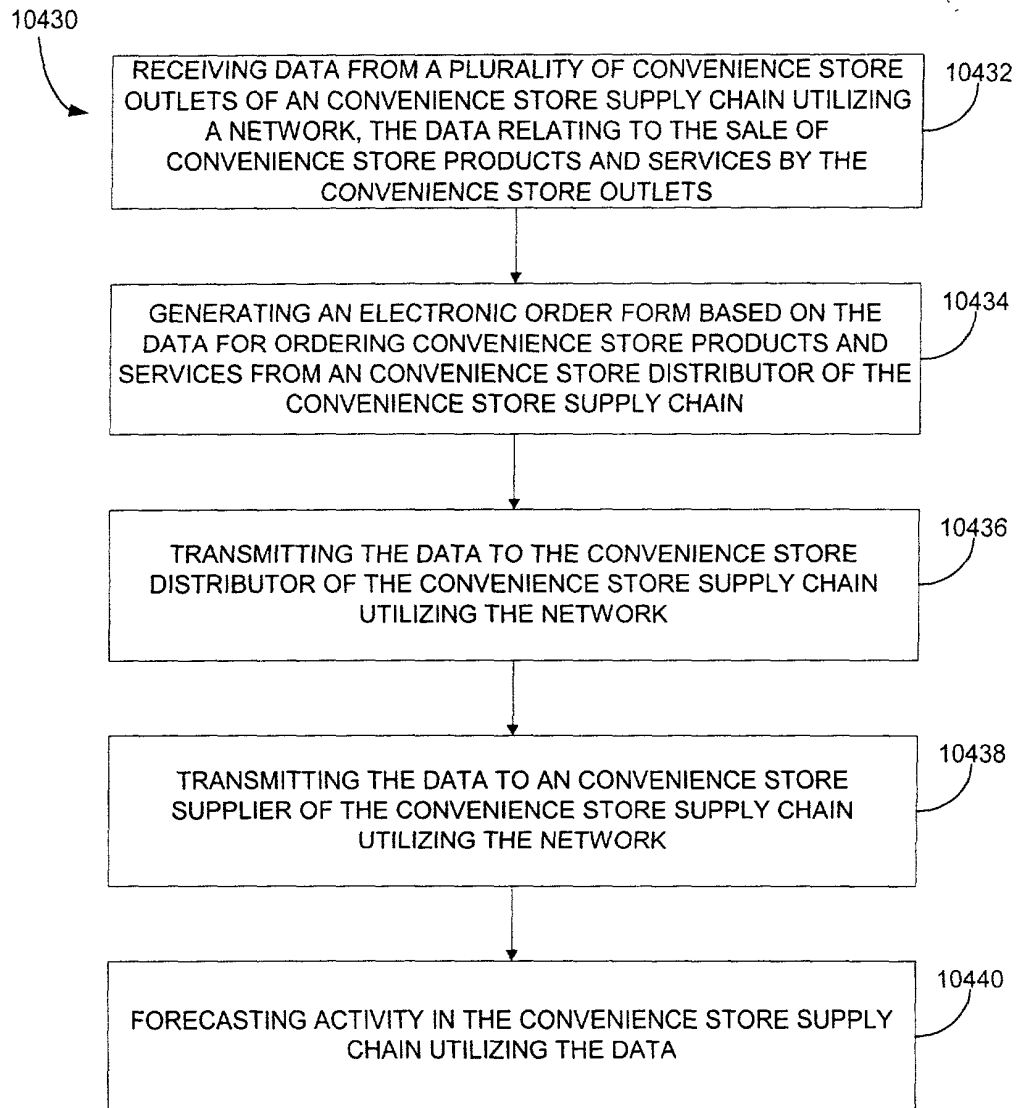 10430
RECEIVING DATA FROM A PLURALITY OF CONVENIENCE STORE
OUTLETS OF AN CONVENIENCE STORE SUPPLY CHAIN UTILIZING
A NETWORK, THE DATA RELATING TO THE SALE OF
CONVENIENCE STORE PRODUCTS AND SERVICES BY THE
CONVENIENCE STORE OUTLETS
10432
GENERATING AN ELECTRONIC ORDER FORM BASED ON THE
DATA FOR ORDERING CONVENIENCE STORE PRODUCTS AND
SERVICES FROM AN CONVENIENCE STORE DISTRIBUTOR OF THE
CONVENIENCE STORE SUPPLY CHAIN
10434
TRANSMITTING THE DATA TO THE CONVENIENCE STORE
DISTRIBUTOR OF THE CONVENIENCE STORE SUPPLY CHAIN
UTILIZING THE NETWORK
10436
TRANSMITTING THE DATA TO AN CONVENIENCE STORE
SUPPLIER OF THE CONVENIENCE STORE SUPPLY CHAIN
UTILIZING THE NETWORK
10438
FORECASTING ACTIVITY IN THE CONVENIENCE STORE SUPPLY
CHAIN UTILIZING THE DATA
10440